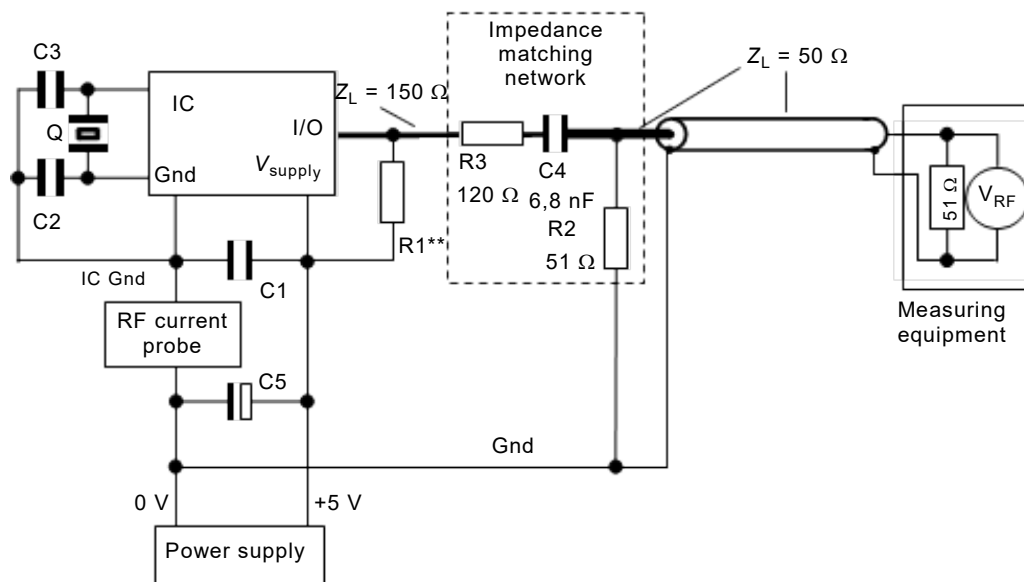 Impedance
matching
network
C3
IC
Q
I/O
Gnd
Vsupply
C2
ZL = 150 Ω
ZL = 50 Ω
R3
120 Ω
C4
6,8 nF
R2
51 Ω
R1**
51 Ω
VRF
IC Gnd
C1
RF current
probe
Measuring
equipment
C5
Gnd
0 V
+5 V
Power supply